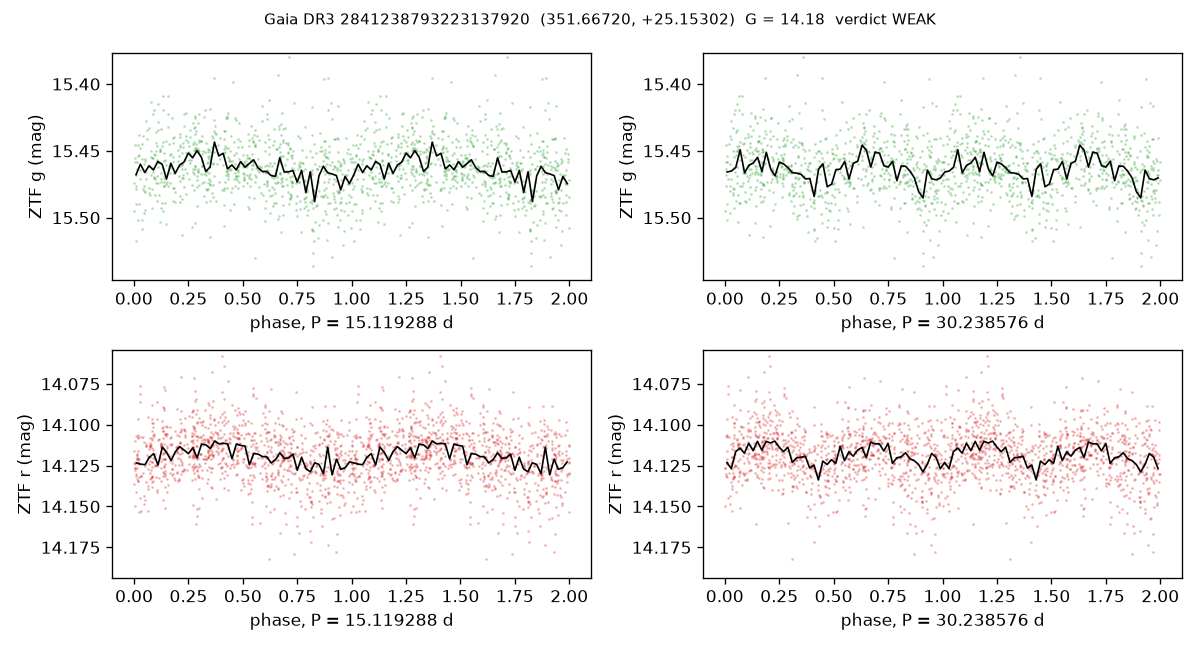 Gaia DR3 2841238793223137920  (351.66720, +25.15302)  G = 14.18  verdict WEAK
ZTF g (mag)
15.40
15.45
15.50
0.00 0.25 0.50 0.75 1.00 1.25 1.50 1.75 2.00
phase, P = 15.119288 d
ZTF g (mag)
15.40
15.45
15.50
0.00 0.25 0.50 0.75 1.00 1.25 1.50 1.75 2.00
phase, P = 30.238576 d
ZTF r (mag)
14.075
14.100
14.125
14.150
14.175
0.00 0.25 0.50 0.75 1.00 1.25 1.50 1.75 2.00
phase, P = 15.119288 d
ZTF r (mag)
14.075
14.100
14.125
14.150
14.175
0.00 0.25 0.50 0.75 1.00 1.25 1.50 1.75 2.00
phase, P = 30.238576 d